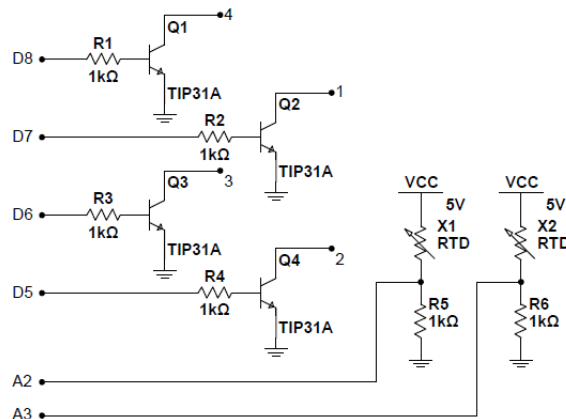 Q1
4
D8
R1
1kΩ
TIP31A
Q2
1
D7
R2
1kΩ
TIP31A
Q3
3
D6
R3
1kΩ
TIP31A
Q4
2
D5
R4
1kΩ
TIP31A
VCC
5V
X1
RTD
R5
1kΩ
VCC
5V
X2
RTD
R6
1kΩ
A2
A3